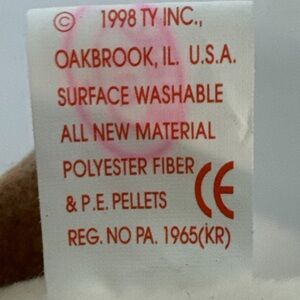 © 1998 TY INC.,
OAKBROOK, IL. U.S.A.
SURFACE WASHABLE
ALL NEW MATERIAL
POLYESTER FIBER
& P.E. PELLETS CE
REG. NO PA. 1965(KR)